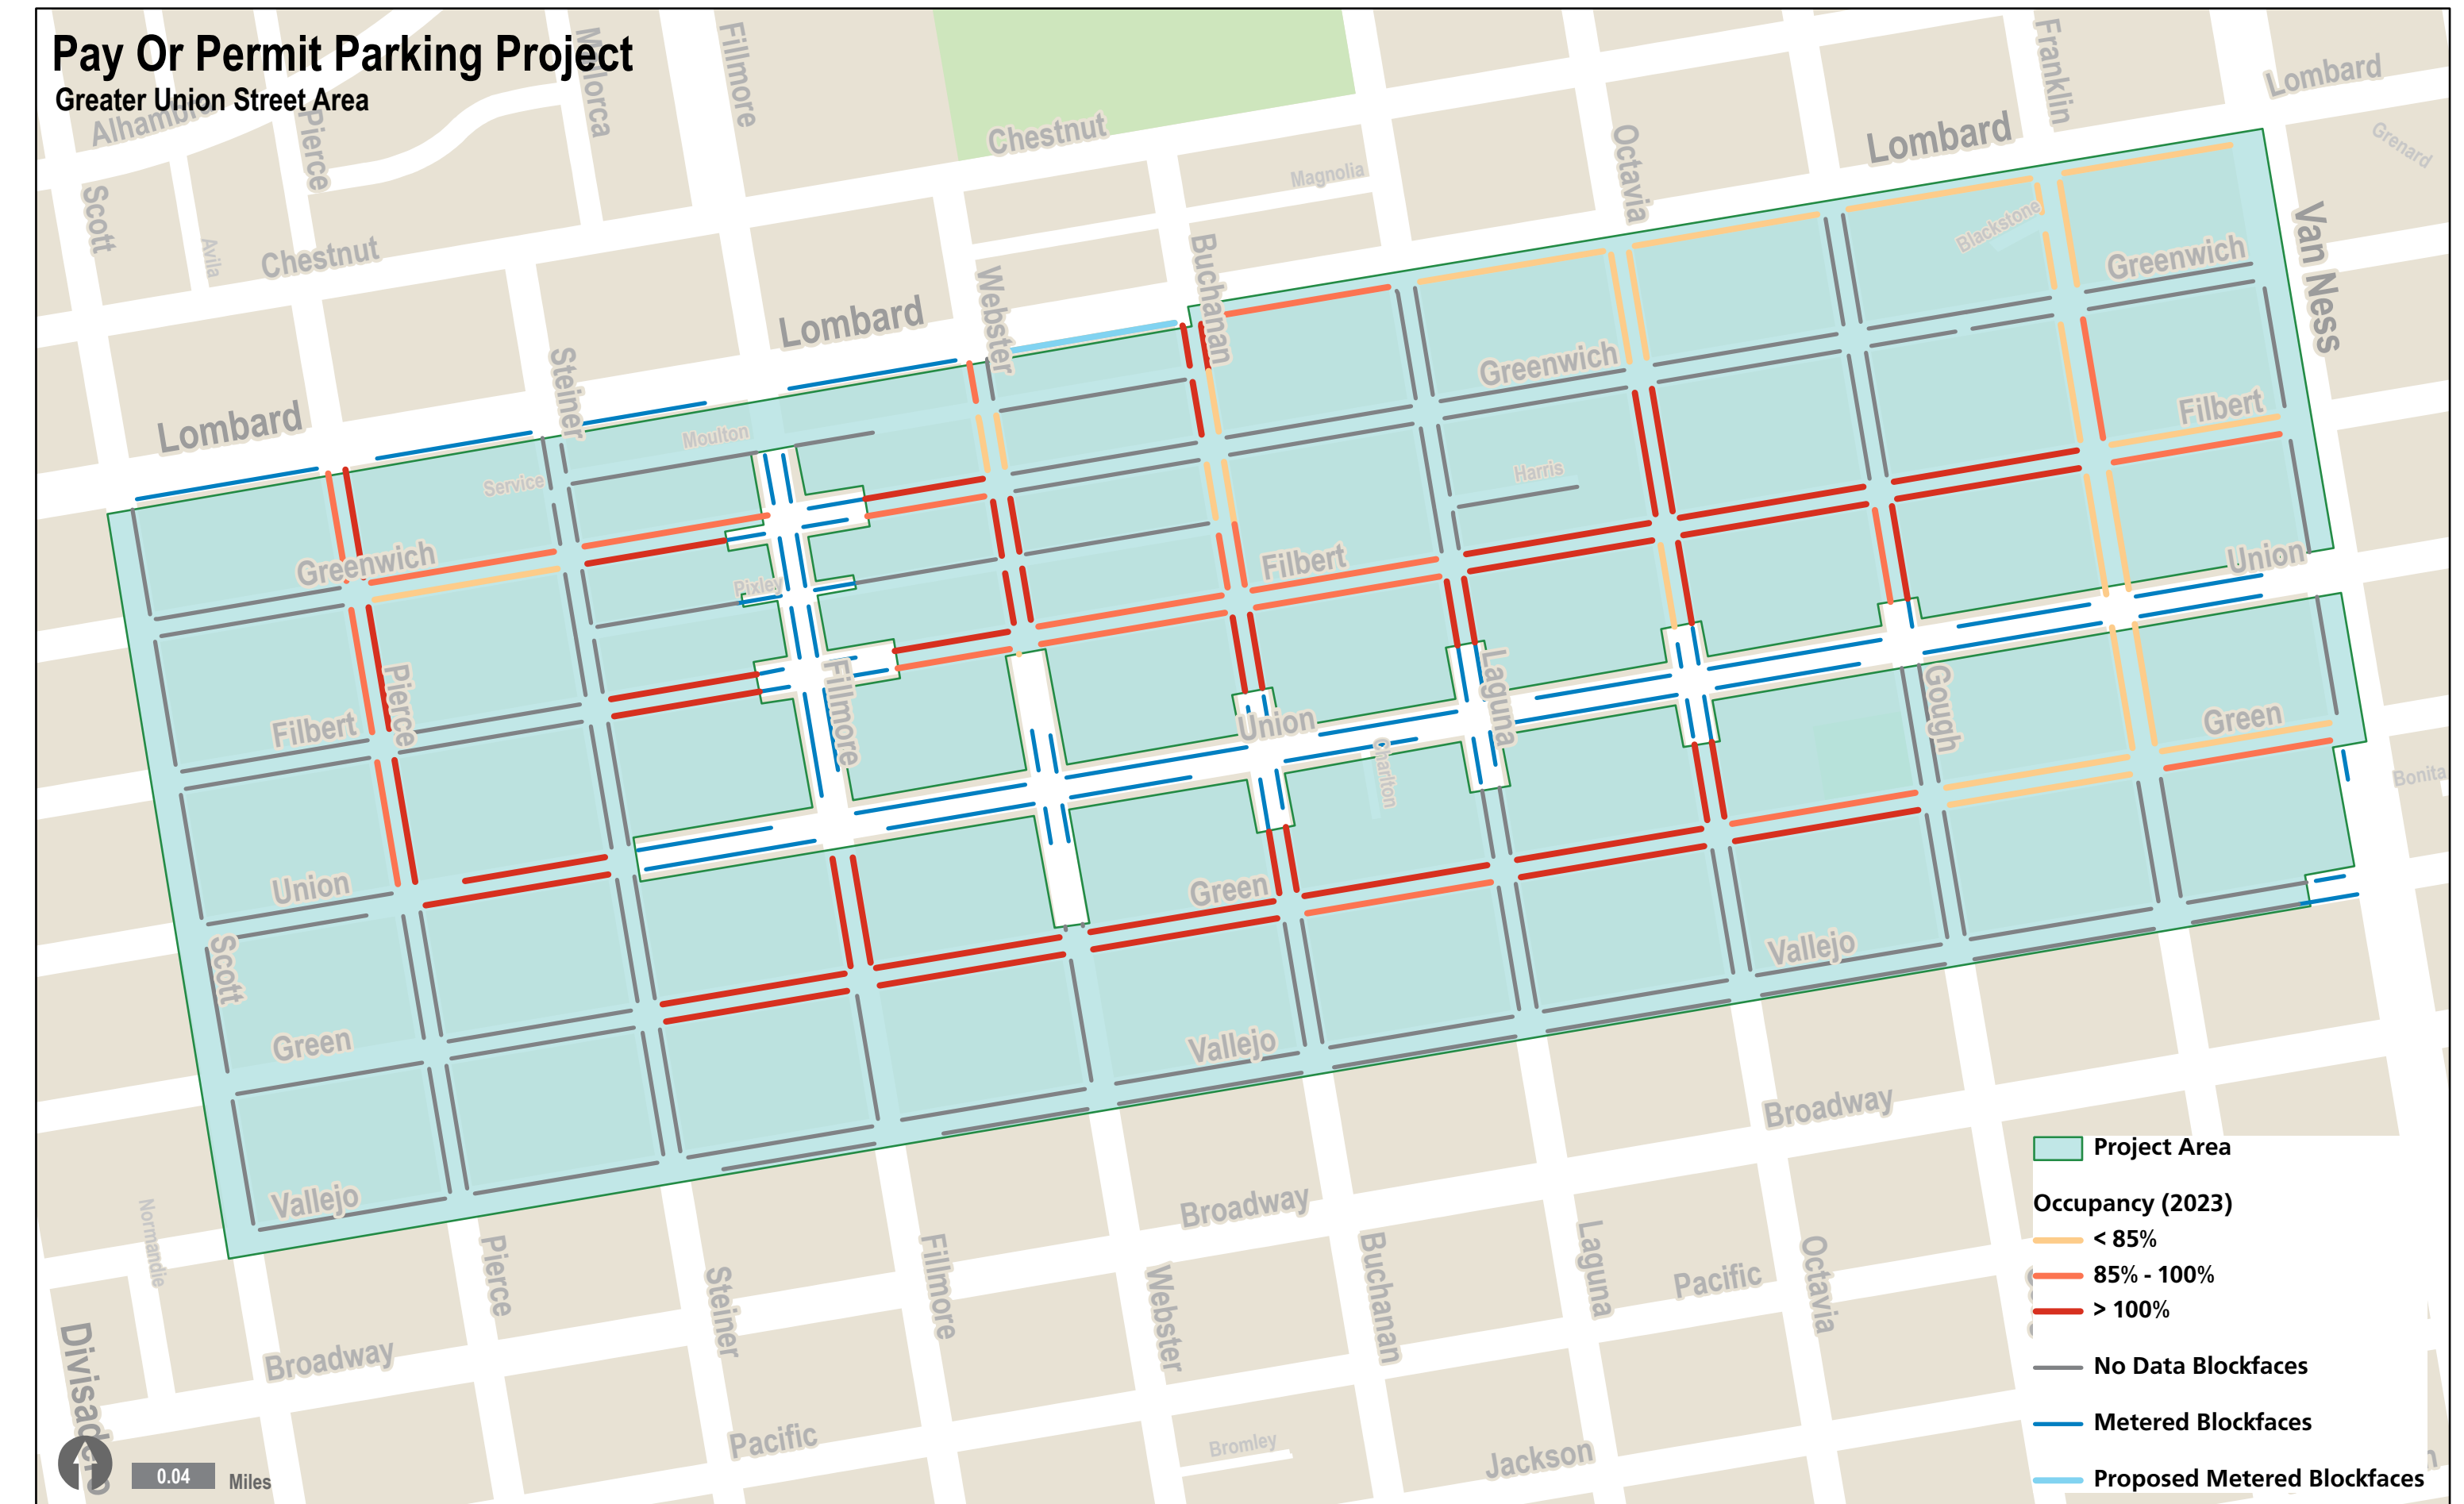 Pay Or Permit Parking Project
Greater Union Street Area
Alhambra
Pierce
Mallorca
Fillmore
Franklin
Lombard
Grenard
Scott
Avila
Chestnut
Chestnut
Magnolia
Octavia
Lombard
Blackstone
Van Ness
Greenwich
Buchanan
Webster
Lombard
Steiner
Lombard
Moulton
Service
Greenwich
Filbert
Harris
Greenwich
Pixley
Filbert
Union
Pierce
Filbert
Fillmore
Union
Laguna
Charlton
Gough
Green
Bonita
Union
Green
Scott
Vallejo
Green
Vallejo
Vallejo
Normandie
Broadway
Broadway
Pierce
Steiner
Fillmore
Webster
Buchanan
Laguna
Octavia
Pacific
Divisadero
Broadway
Pacific
Bromley
Jackson
0.04
Miles
Project Area
Occupancy (2023)
< 85%
85% - 100%
> 100%
No Data Blockfaces
Metered Blockfaces
Proposed Metered Blockfaces